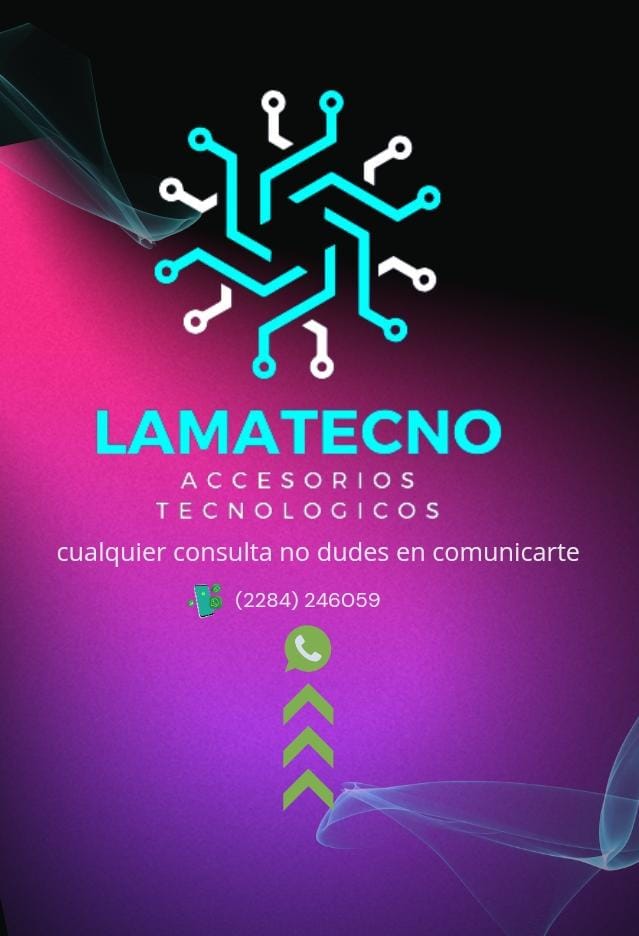 LAMATECNO
ACCESORIOS
TECNOLOGICOS
cualquier consulta no dudes en comunicarte
(2284) 246059